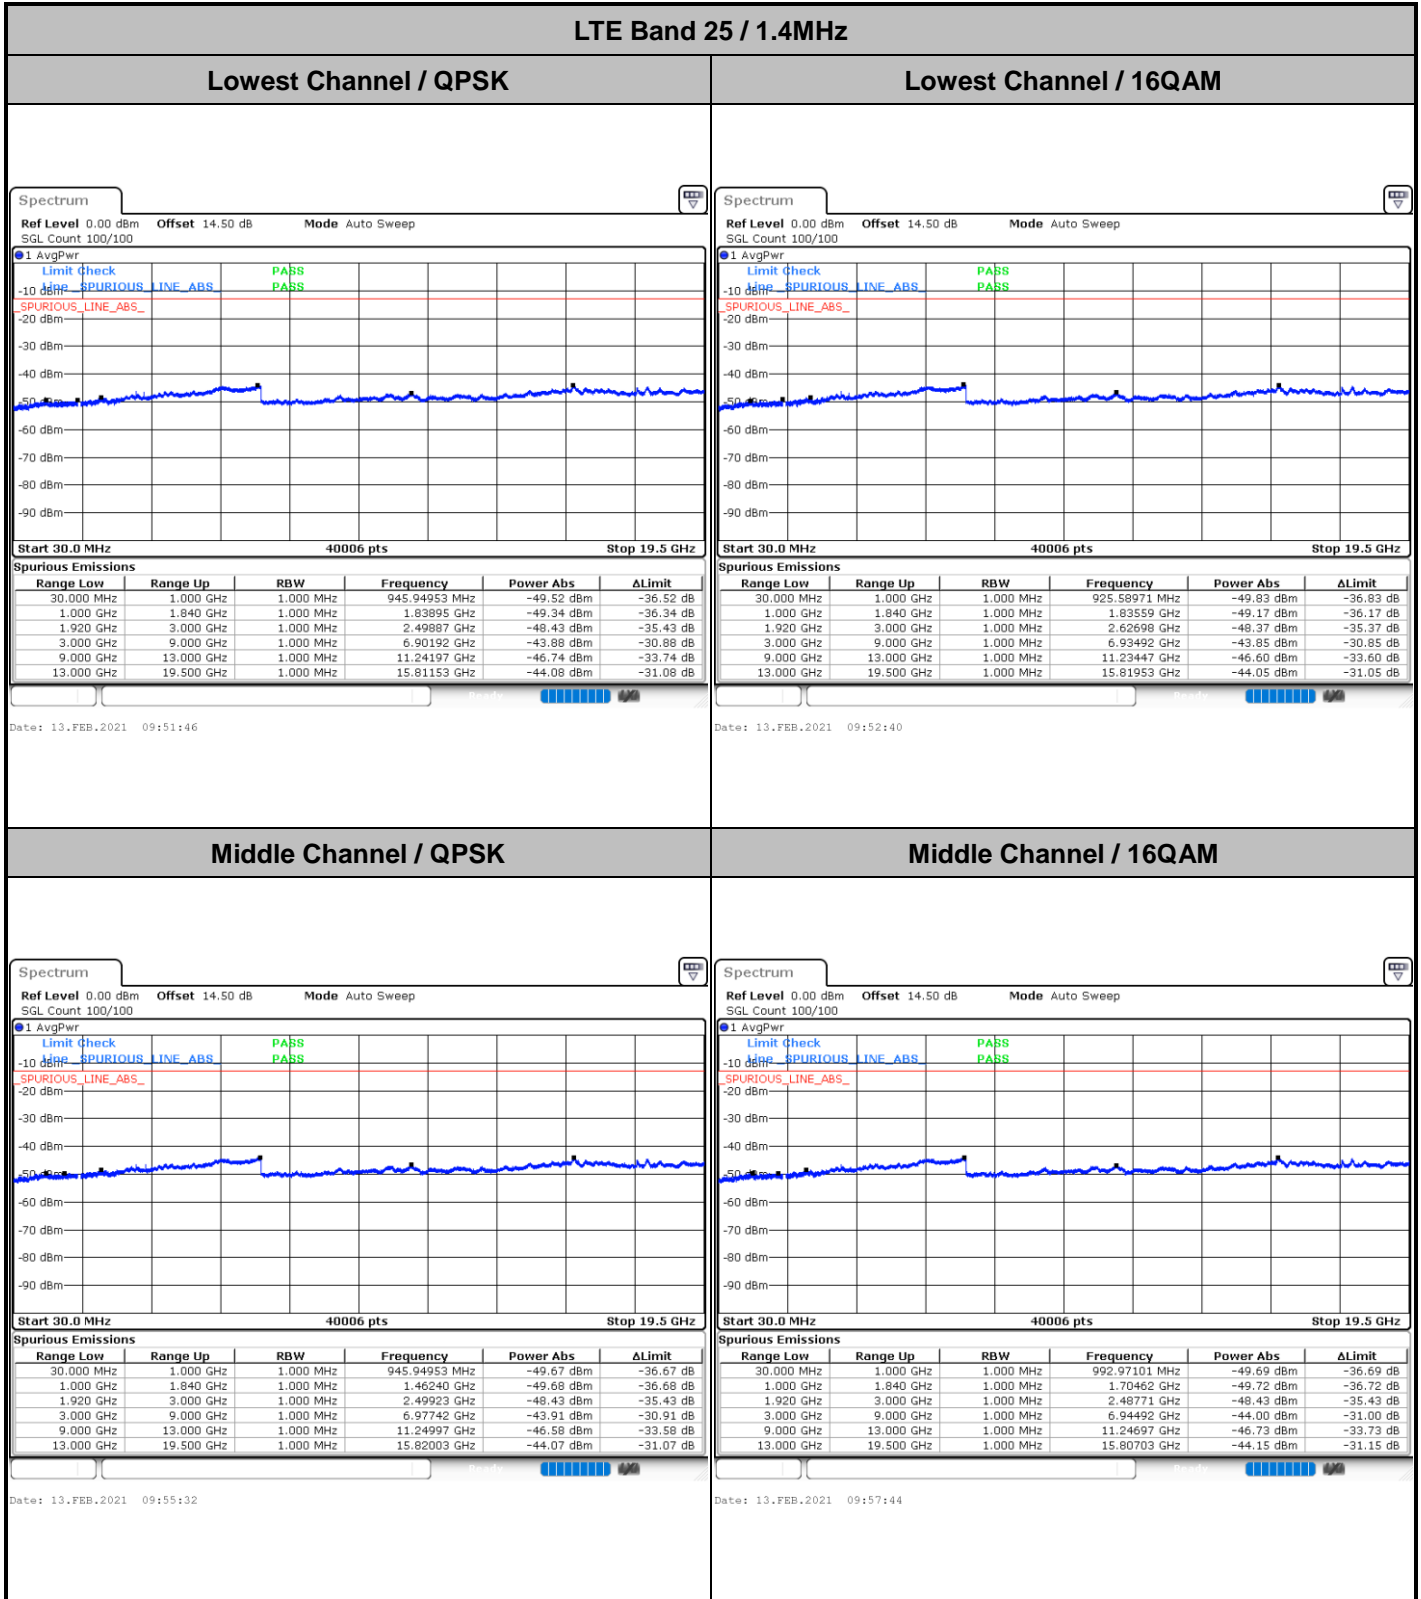 LTE Band 25 / 1.4MHz
Lowest Channel / QPSK
Lowest Channel / 16QAM
Spectrum
Ref Level 0.00 dBm Offset 14.50 dB Mode Auto Sweep
SGL Count 100/100
1 AvgPwr
Limit Check PASS
Line _SPURIOUS_LINE_ABS_ PASS
-10 dBm
_SPURIOUS_LINE_ABS_
-20 dBm
-30 dBm
-40 dBm
-50 dBm
-60 dBm
-70 dBm
-80 dBm
-90 dBm
Start 30.0 MHz 40006 pts Stop 19.5 GHz
Spurious Emissions
Range Low Range Up RBW Frequency Power Abs ΔLimit
30.000 MHz 1.000 GHz 1.000 MHz 945.94953 MHz -49.52 dBm -36.52 dB
1.000 GHz 1.840 GHz 1.000 MHz 1.83895 GHz -49.34 dBm -36.34 dB
1.920 GHz 3.000 GHz 1.000 MHz 2.49887 GHz -48.43 dBm -35.43 dB
3.000 GHz 9.000 GHz 1.000 MHz 6.90192 GHz -43.88 dBm -30.88 dB
9.000 GHz 13.000 GHz 1.000 MHz 11.24197 GHz -46.74 dBm -33.74 dB
13.000 GHz 19.500 GHz 1.000 MHz 15.81153 GHz -44.08 dBm -31.08 dB
Ready
Date: 13.FEB.2021 09:51:46
Spectrum
Ref Level 0.00 dBm Offset 14.50 dB Mode Auto Sweep
SGL Count 100/100
1 AvgPwr
Limit Check PASS
Line _SPURIOUS_LINE_ABS_ PASS
-10 dBm
_SPURIOUS_LINE_ABS_
-20 dBm
-30 dBm
-40 dBm
-50 dBm
-60 dBm
-70 dBm
-80 dBm
-90 dBm
Start 30.0 MHz 40006 pts Stop 19.5 GHz
Spurious Emissions
Range Low Range Up RBW Frequency Power Abs ΔLimit
30.000 MHz 1.000 GHz 1.000 MHz 925.58971 MHz -49.83 dBm -36.83 dB
1.000 GHz 1.840 GHz 1.000 MHz 1.83559 GHz -49.17 dBm -36.17 dB
1.920 GHz 3.000 GHz 1.000 MHz 2.62698 GHz -48.37 dBm -35.37 dB
3.000 GHz 9.000 GHz 1.000 MHz 6.93492 GHz -43.85 dBm -30.85 dB
9.000 GHz 13.000 GHz 1.000 MHz 11.23447 GHz -46.60 dBm -33.60 dB
13.000 GHz 19.500 GHz 1.000 MHz 15.81953 GHz -44.05 dBm -31.05 dB
Ready
Date: 13.FEB.2021 09:52:40
Middle Channel / QPSK
Middle Channel / 16QAM
Spectrum
Ref Level 0.00 dBm Offset 14.50 dB Mode Auto Sweep
SGL Count 100/100
1 AvgPwr
Limit Check PASS
Line _SPURIOUS_LINE_ABS_ PASS
-10 dBm
_SPURIOUS_LINE_ABS_
-20 dBm
-30 dBm
-40 dBm
-50 dBm
-60 dBm
-70 dBm
-80 dBm
-90 dBm
Start 30.0 MHz 40006 pts Stop 19.5 GHz
Spurious Emissions
Range Low Range Up RBW Frequency Power Abs ΔLimit
30.000 MHz 1.000 GHz 1.000 MHz 945.94953 MHz -49.67 dBm -36.67 dB
1.000 GHz 1.840 GHz 1.000 MHz 1.46240 GHz -49.68 dBm -36.68 dB
1.920 GHz 3.000 GHz 1.000 MHz 2.49923 GHz -48.43 dBm -35.43 dB
3.000 GHz 9.000 GHz 1.000 MHz 6.97742 GHz -43.91 dBm -30.91 dB
9.000 GHz 13.000 GHz 1.000 MHz 11.24997 GHz -46.58 dBm -33.58 dB
13.000 GHz 19.500 GHz 1.000 MHz 15.82003 GHz -44.07 dBm -31.07 dB
Ready
Date: 13.FEB.2021 09:55:32
Spectrum
Ref Level 0.00 dBm Offset 14.50 dB Mode Auto Sweep
SGL Count 100/100
1 AvgPwr
Limit Check PASS
Line _SPURIOUS_LINE_ABS_ PASS
-10 dBm
_SPURIOUS_LINE_ABS_
-20 dBm
-30 dBm
-40 dBm
-50 dBm
-60 dBm
-70 dBm
-80 dBm
-90 dBm
Start 30.0 MHz 40006 pts Stop 19.5 GHz
Spurious Emissions
Range Low Range Up RBW Frequency Power Abs ΔLimit
30.000 MHz 1.000 GHz 1.000 MHz 992.97101 MHz -49.69 dBm -36.69 dB
1.000 GHz 1.840 GHz 1.000 MHz 1.70462 GHz -49.72 dBm -36.72 dB
1.920 GHz 3.000 GHz 1.000 MHz 2.48771 GHz -48.43 dBm -35.43 dB
3.000 GHz 9.000 GHz 1.000 MHz 6.94492 GHz -44.00 dBm -31.00 dB
9.000 GHz 13.000 GHz 1.000 MHz 11.24697 GHz -46.73 dBm -33.73 dB
13.000 GHz 19.500 GHz 1.000 MHz 15.80703 GHz -44.15 dBm -31.15 dB
Ready
Date: 13.FEB.2021 09:57:44